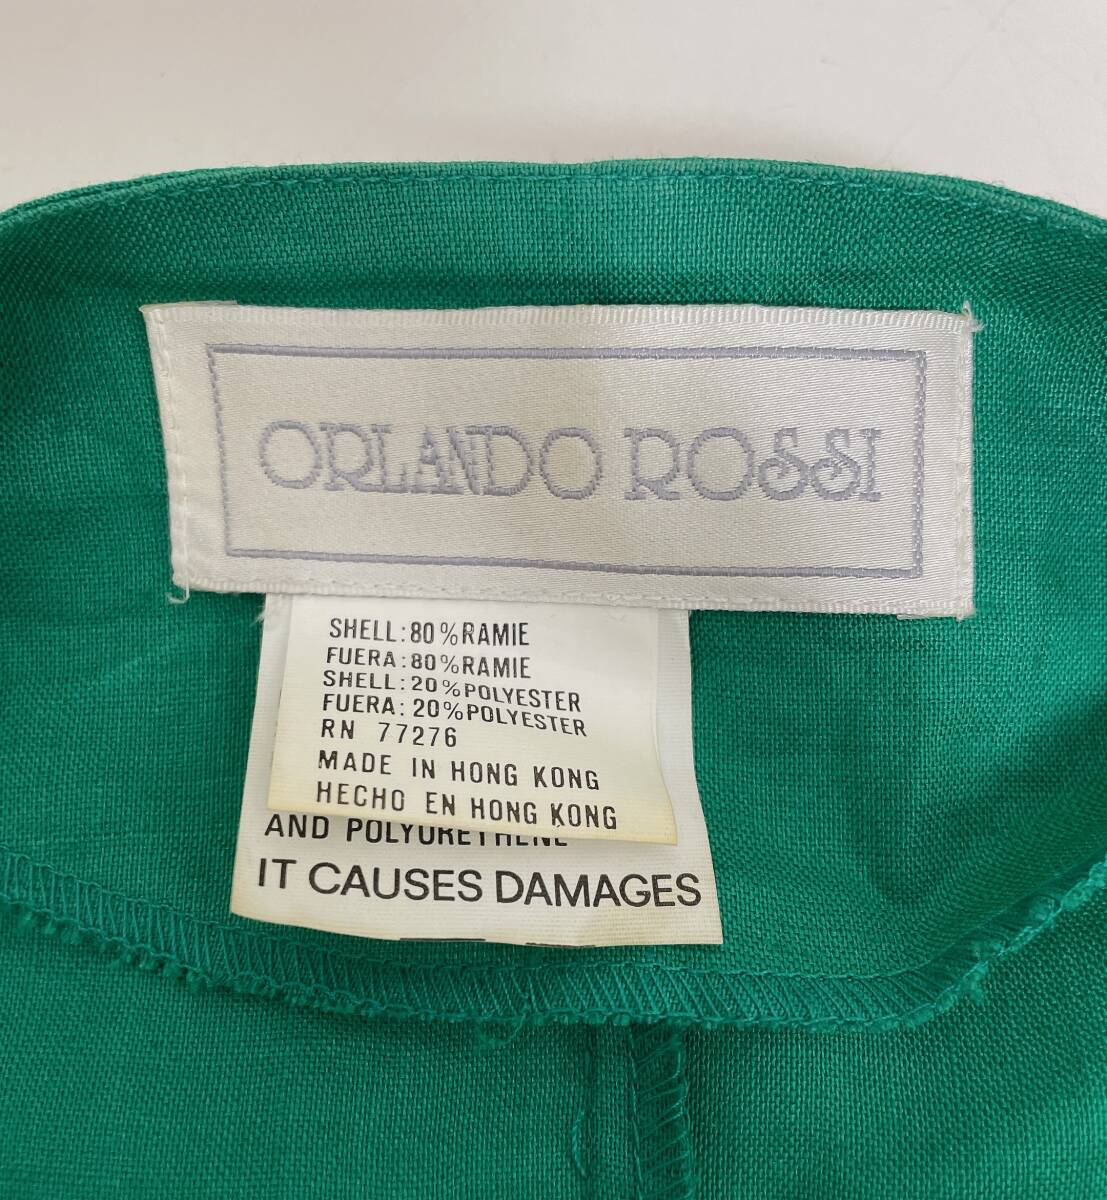 ORLANDO ROSSI
SHELL:80%RAMIE
FUERA:80%RAMIE
SHELL:20%POLYESTER
FUERA:20%POLYESTER
RN 77276
MADE IN HONG KONG
HECHO EN HONG KONG
AND POLYURETHENE
IT CAUSES DAMAGES